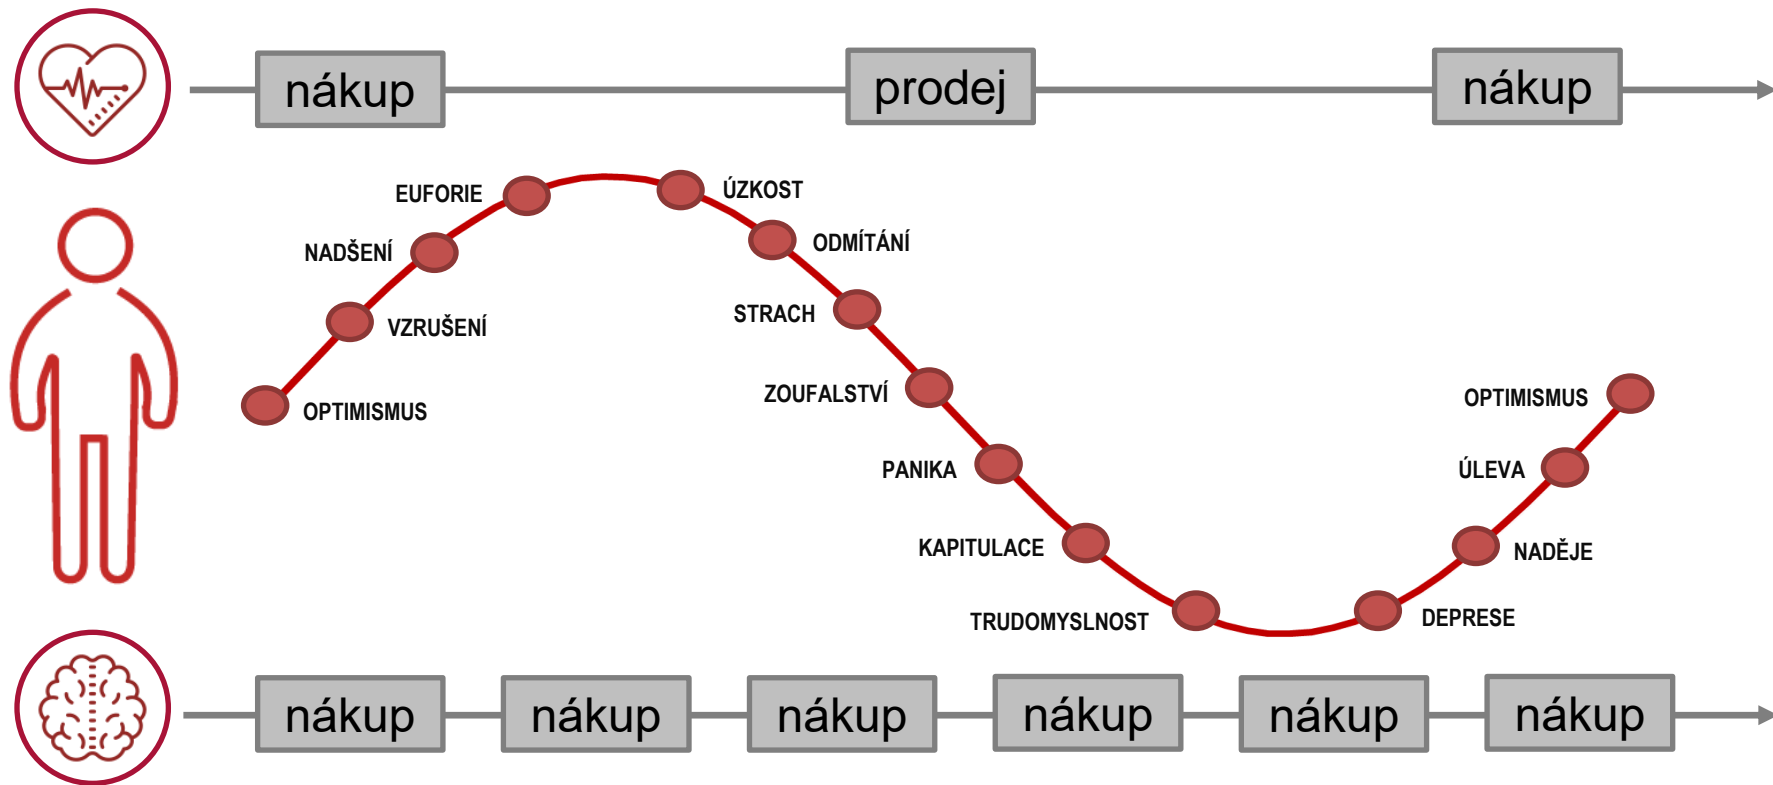 nákup
prodej
nákup
EUFORIE
ÚZKOST
NADŠENÍ
ODMÍTÁNÍ
VZRUŠENÍ
STRACH
OPTIMISMUS
ZOUFALSTVÍ
OPTIMISMUS
PANIKA
ÚLEVA
KAPITULACE
NADĚJE
TRUDOMYSLNOST
DEPRESE
nákup
nákup
nákup
nákup
nákup
nákup